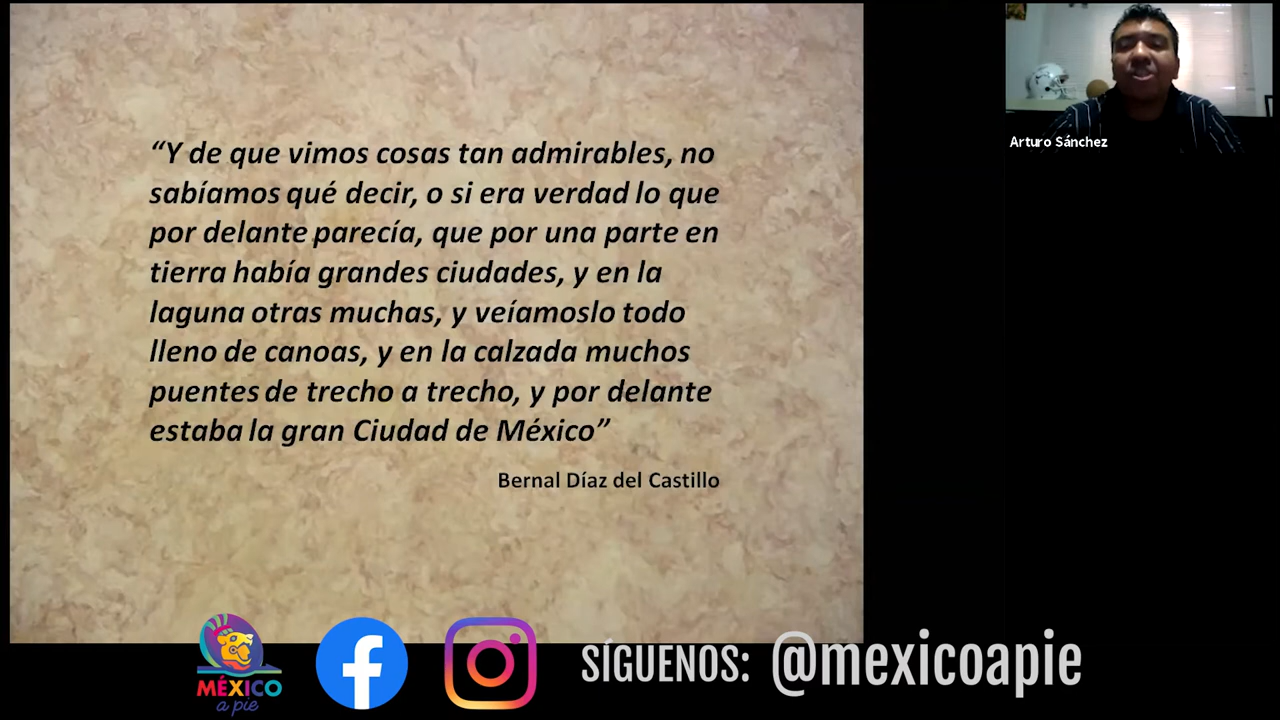 “Y de que vimos cosas tan admirables, no
sabíamos qué decir, o si era verdad lo que
por delante parecía, que por una parte en
tierra había grandes ciudades, y en la
laguna otras muchas, y veíamoslo todo
lleno de canoas, y en la calzada muchos
puentes de trecho a trecho, y por delante
estaba la gran Ciudad de México”
Bernal Díaz del Castillo
Arturo Sánchez
MÉXICO
a pie
SÍGUENOS: @mexicoapie